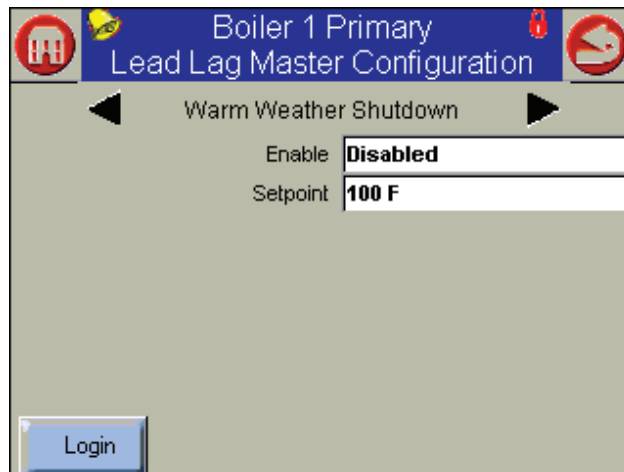 Boiler 1 Primary
Lead Lag Master Configuration
Warm Weather Shutdown
Enable Disabled
Setpoint 100 F
Login